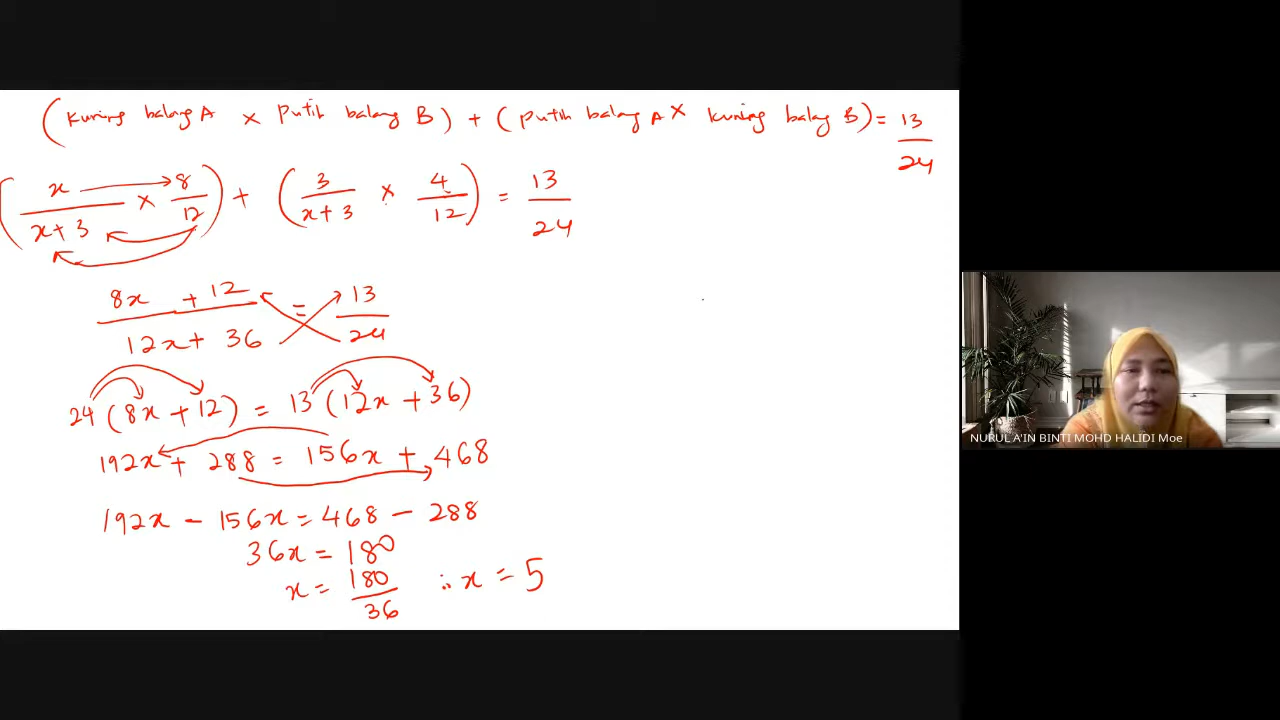 (Kuning balang A × Putih balang B) + (Putih balang A × kuning balang B) = 13/24
(x/(x+3) × 8/12) + (3/(x+3) × 4/12) = 13/24
(8x + 12)/(12x + 36) = 13/24
24(8x + 12) = 13(12x + 36)
192x + 288 = 156x + 468
192x - 156x = 468 - 288
36x = 180
x = 180/36 ∴ x = 5
NURUL A'IN BINTI MOHD HALIDI Moe